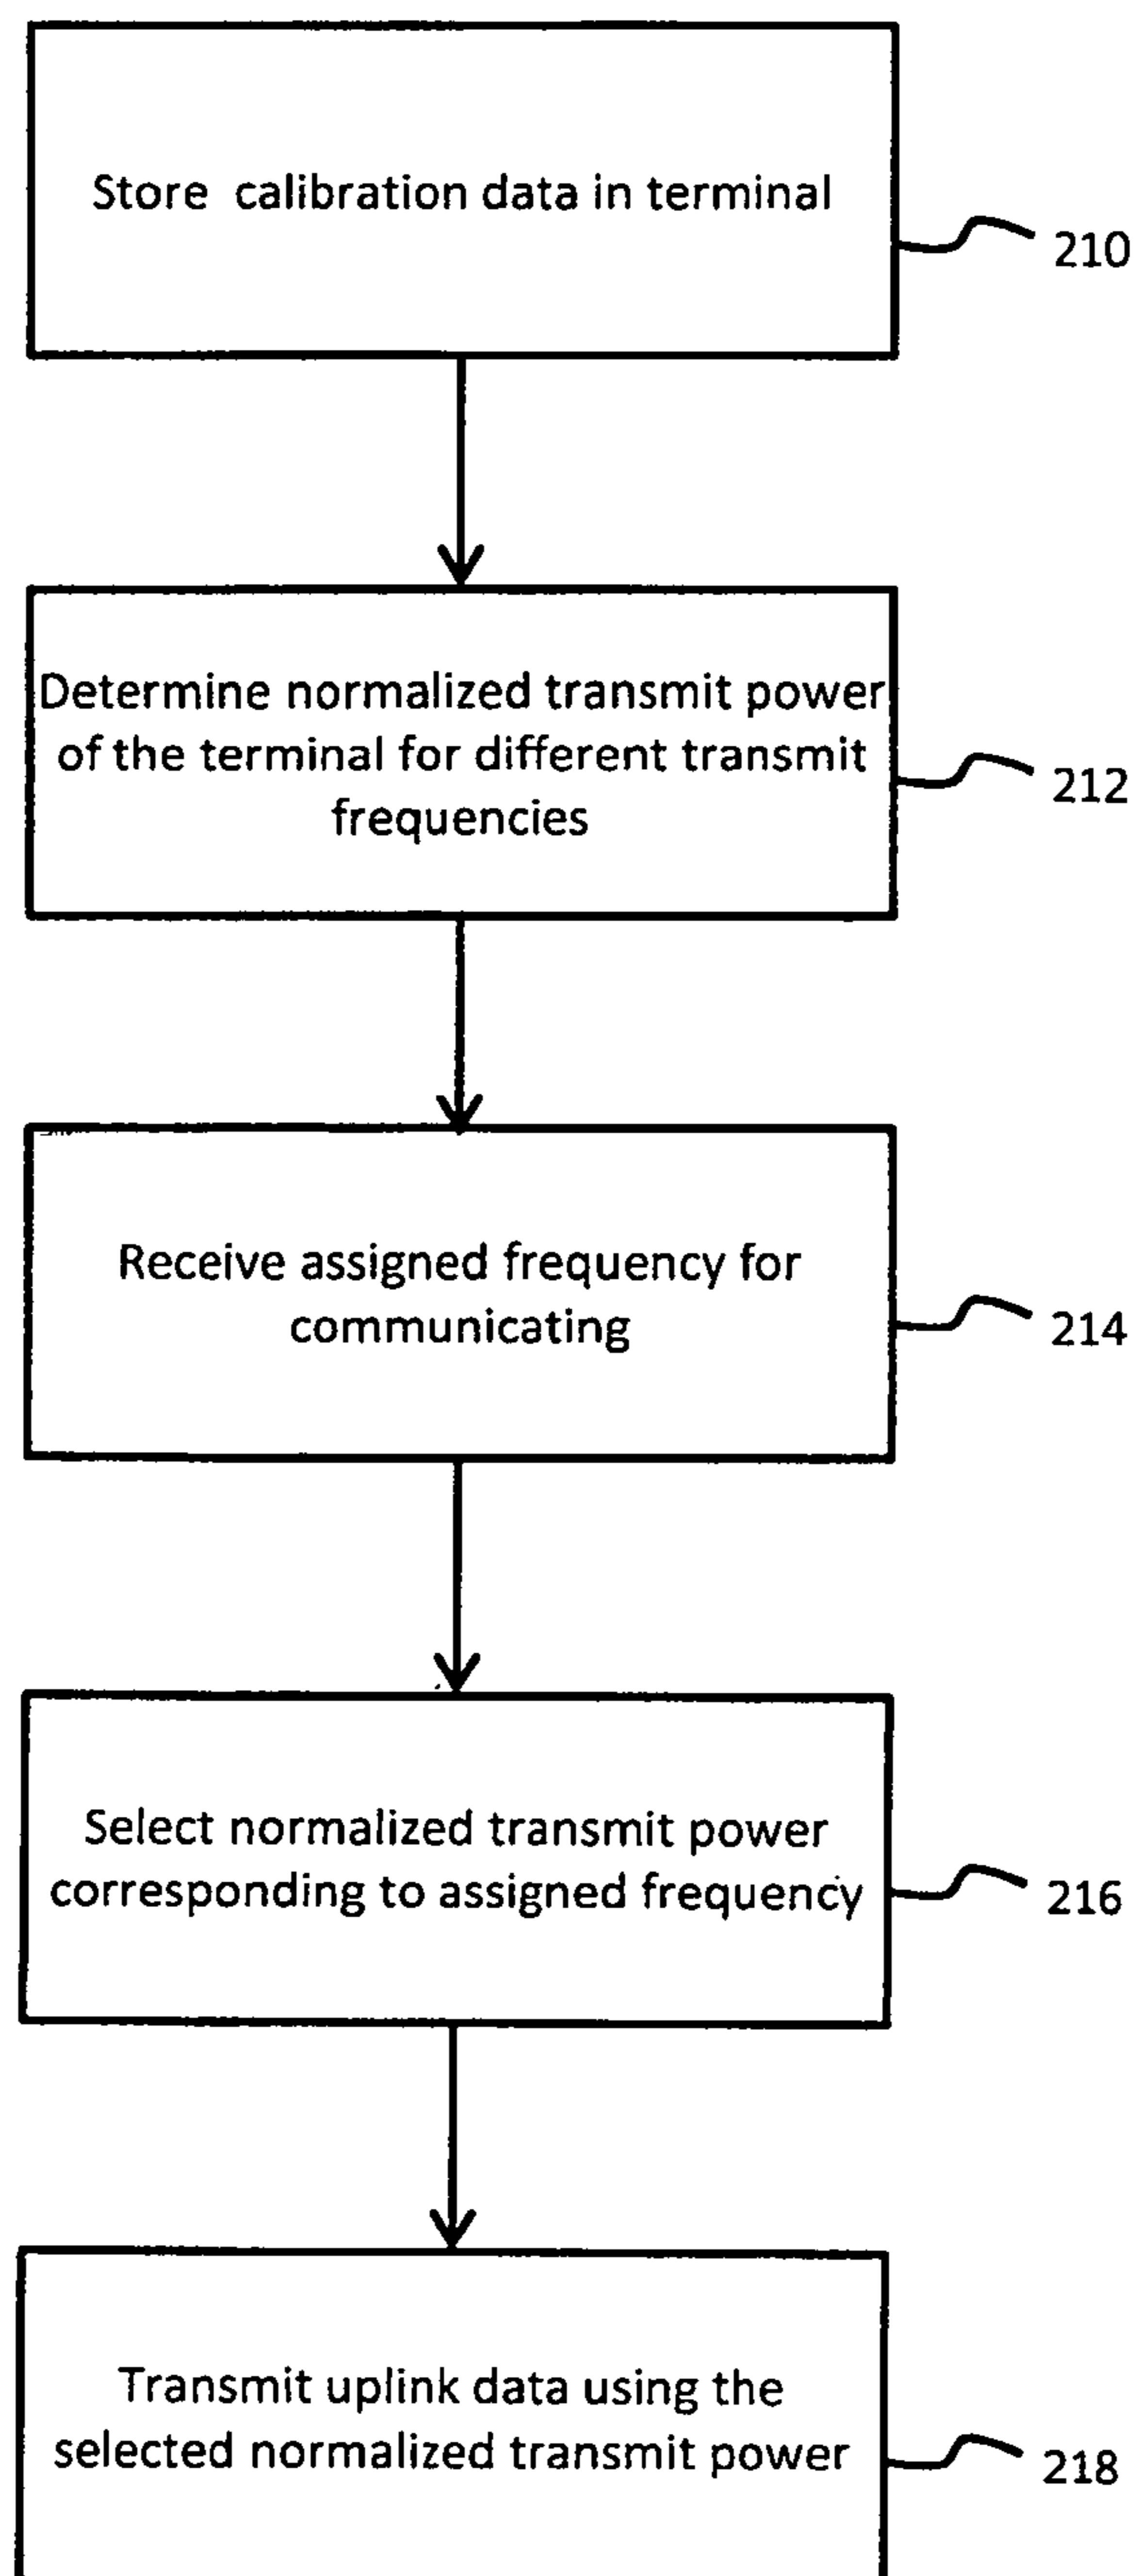 Store calibration data in terminal
210
Determine normalized transmit power
of the terminal for different transmit
frequencies
212
Receive assigned frequency for
communicating
214
Select normalized transmit power
corresponding to assigned frequency
216
Transmit uplink data using the
selected normalized transmit power
218